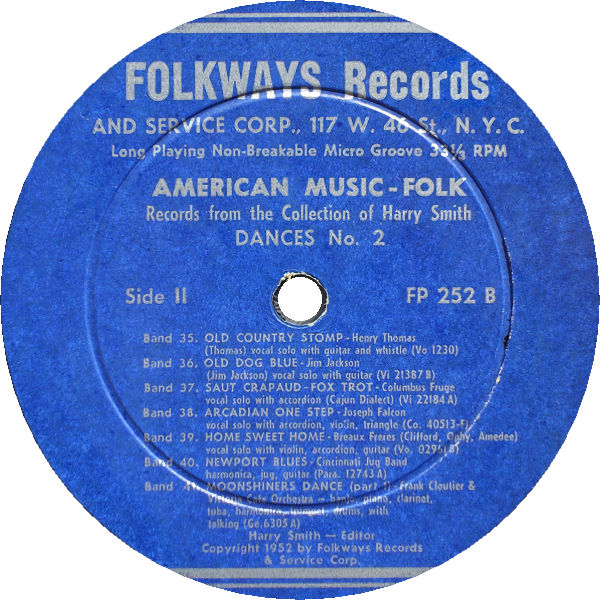 FOLKWAYS Records
AND SERVICE CORP., 117 W. 46 St., N. Y. C.
Long Playing Non-Breakable Micro Groove 33⅓ RPM
AMERICAN MUSIC-FOLK
Records from the Collection of Harry Smith
DANCES No. 2
Side II FP 252 B
Band 35. OLD COUNTRY STOMP - Henry Thomas
(Thomas) vocal solo with guitar and whistle (Vo 1230)
Band 36. OLD DOG BLUE - Jim Jackson
(Jim Jackson) vocal solo with guitar (Vi 21387 B)
Band 37. SAUT CRAPAUD-FOX TROT - Columbus Fruge
vocal solo with accordion (Cajun Dialect) (Vi 22184 A)
Band 38. ARCADIAN ONE STEP - Joseph Falcon
vocal solo with accordion, violin, triangle (Co. 40513-F)
Band 39. HOME SWEET HOME - Breaux Freres (Clifford, Ophy, Amedee)
vocal solo with violin, accordion, guitar (Vo. 02961 B)
Band 40. NEWPORT BLUES - Cincinnati Jug Band
harmonica, jug, guitar (Para. 12743 A)
Band 41. MOONSHINERS DANCE (part 1) - Frank Cloutier &
Victoria Cafe Orchestra — banjo, piano, clarinet,
tuba, harmonica, trumpet, drums, with
talking (Ge. 6305 A)
Harry Smith — Editor
Copyright 1952 by Folkways Records
& Service Corp.